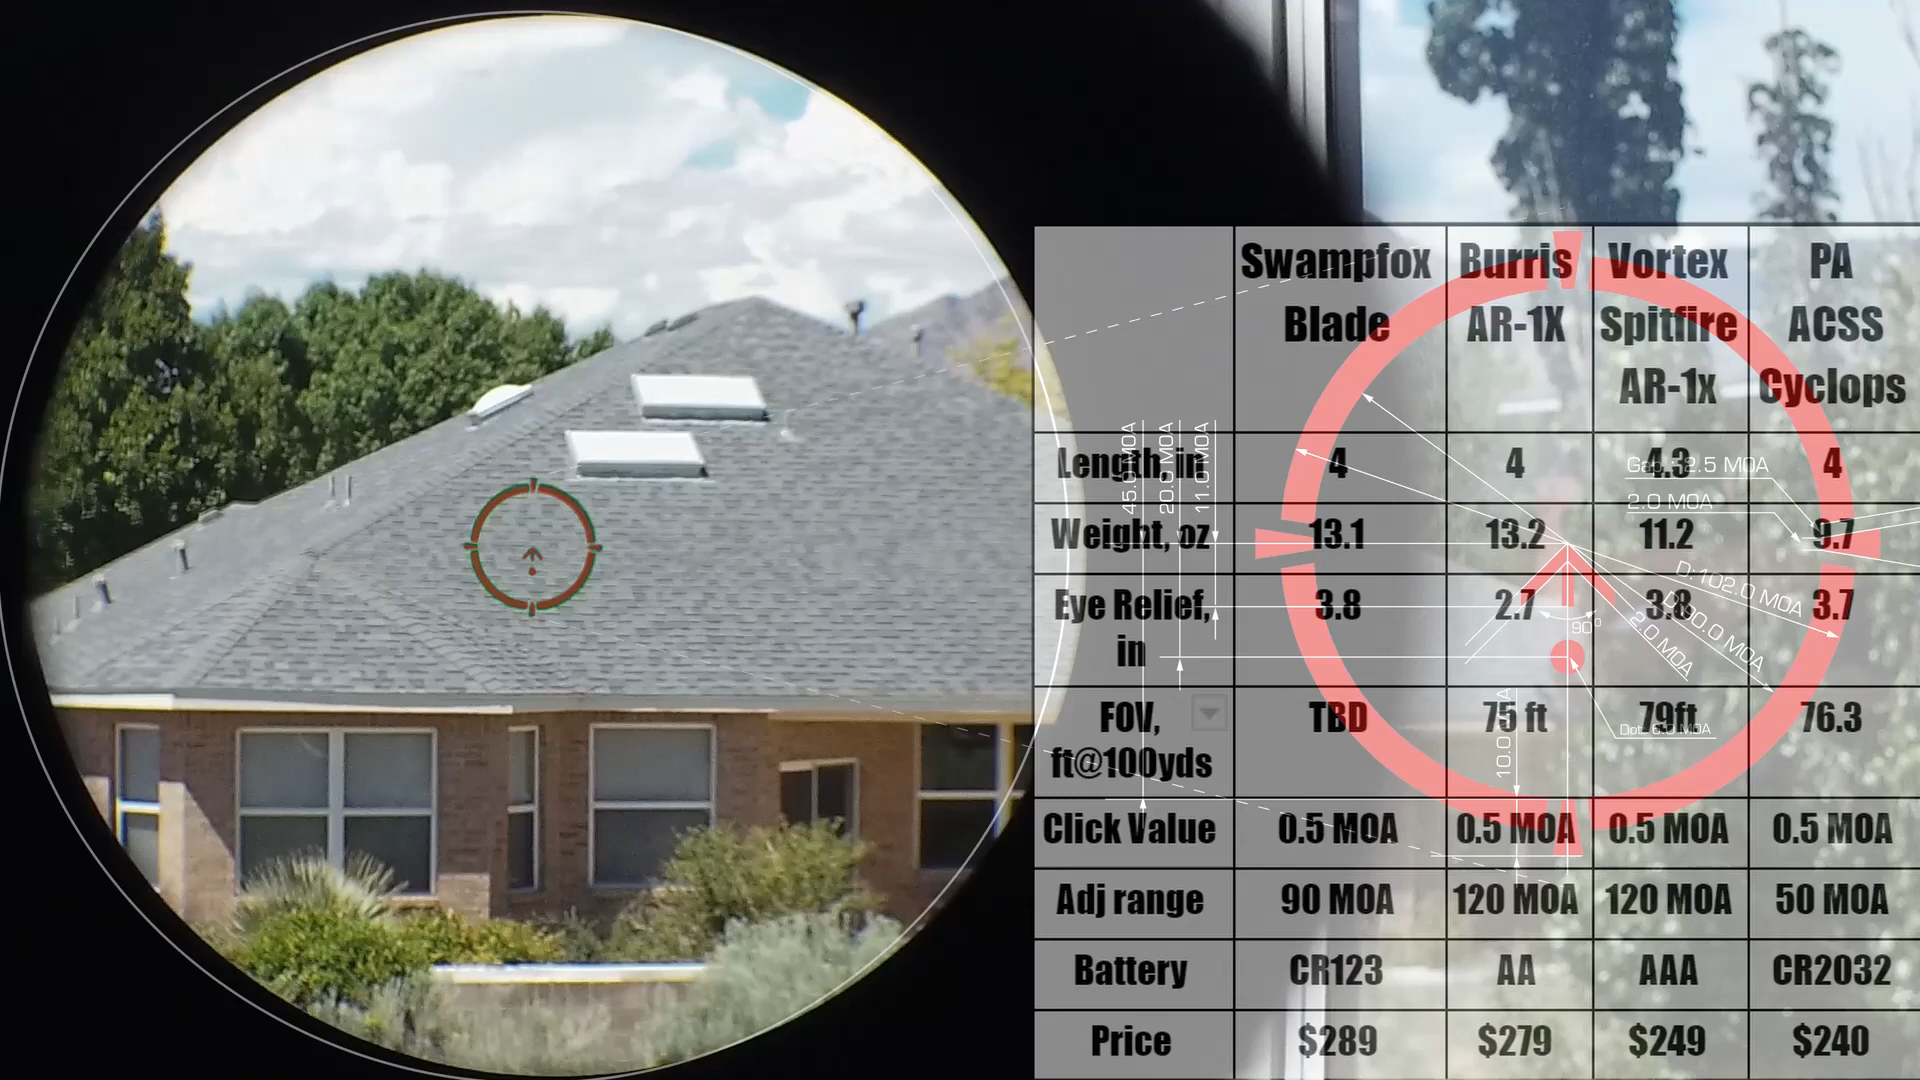 Swampfox Burris Vortex PA
Blade AR-1X Spitfire ACSS
AR-1x Cyclops
Length, in 4 4 4.3 4
Weight, oz 13.1 13.2 11.2 9.7
Eye Relief, 3.8 2.7 3.8 3.7
in
FOV, TBD 75 ft 79ft 76.3
ft@100yds
Click Value 0.5 MOA 0.5 MOA 0.5 MOA 0.5 MOA
Adj range 90 MOA 120 MOA 120 MOA 50 MOA
Battery CR123 AA AAA CR2032
Price $289 $279 $249 $240
45.0 MOA
20.0 MOA
11.0 MOA
2.5 MOA
2.0 MOA
D:102.0 MOA
2.0 MOA
90°
10.0